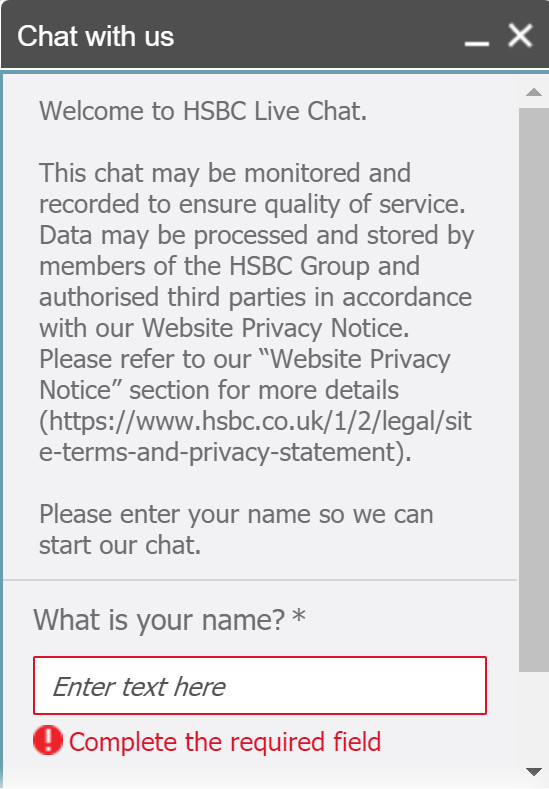 Chat with us
Welcome to HSBC Live Chat.
This chat may be monitored and
recorded to ensure quality of service.
Data may be processed and stored by
members of the HSBC Group and
authorised third parties in accordance
with our Website Privacy Notice.
Please refer to our “Website Privacy
Notice” section for more details
(https://www.hsbc.co.uk/1/2/legal/sit
e-terms-and-privacy-statement).
Please enter your name so we can
start our chat.
What is your name? *
Enter text here
Complete the required field